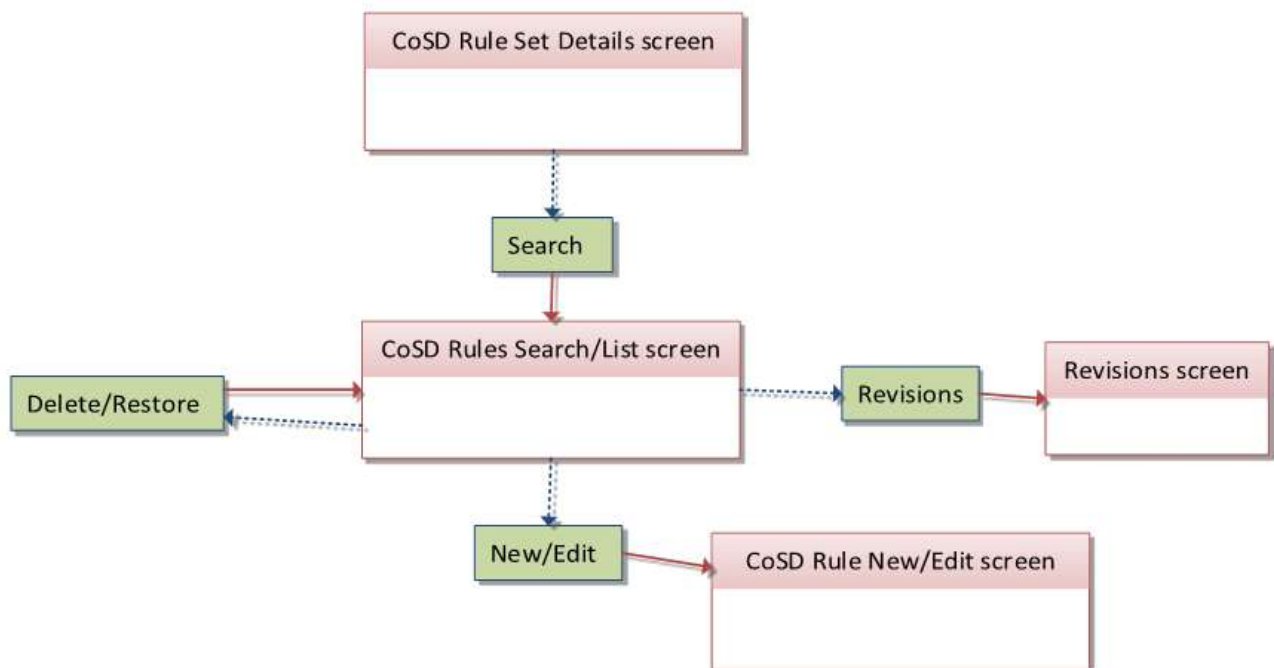 CoSD Rule Set Details screen
Search
CoSD Rules Search/List screen
Delete/Restore
Revisions
Revisions screen
New/Edit
CoSD Rule New/Edit screen